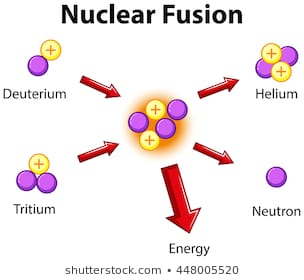 Nuclear Fusion
Deuterium
Helium
Tritium
Neutron
Energy
shutterstock.com • 448005520